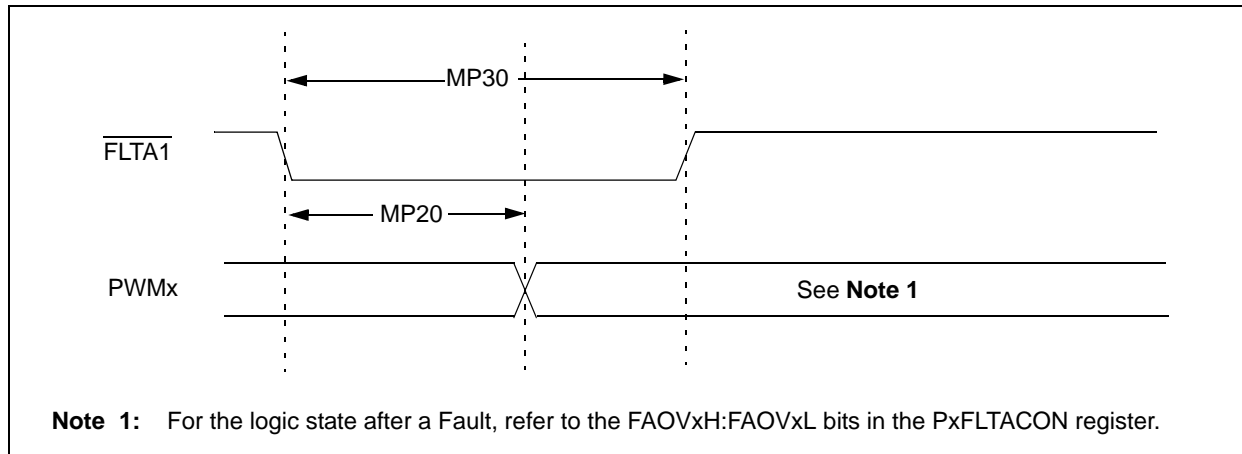 MP30
FLTA1
MP20
PWMx
See Note 1
Note 1: For the logic state after a Fault, refer to the FAOVxH:FAOVxL bits in the PxFLTACON register.